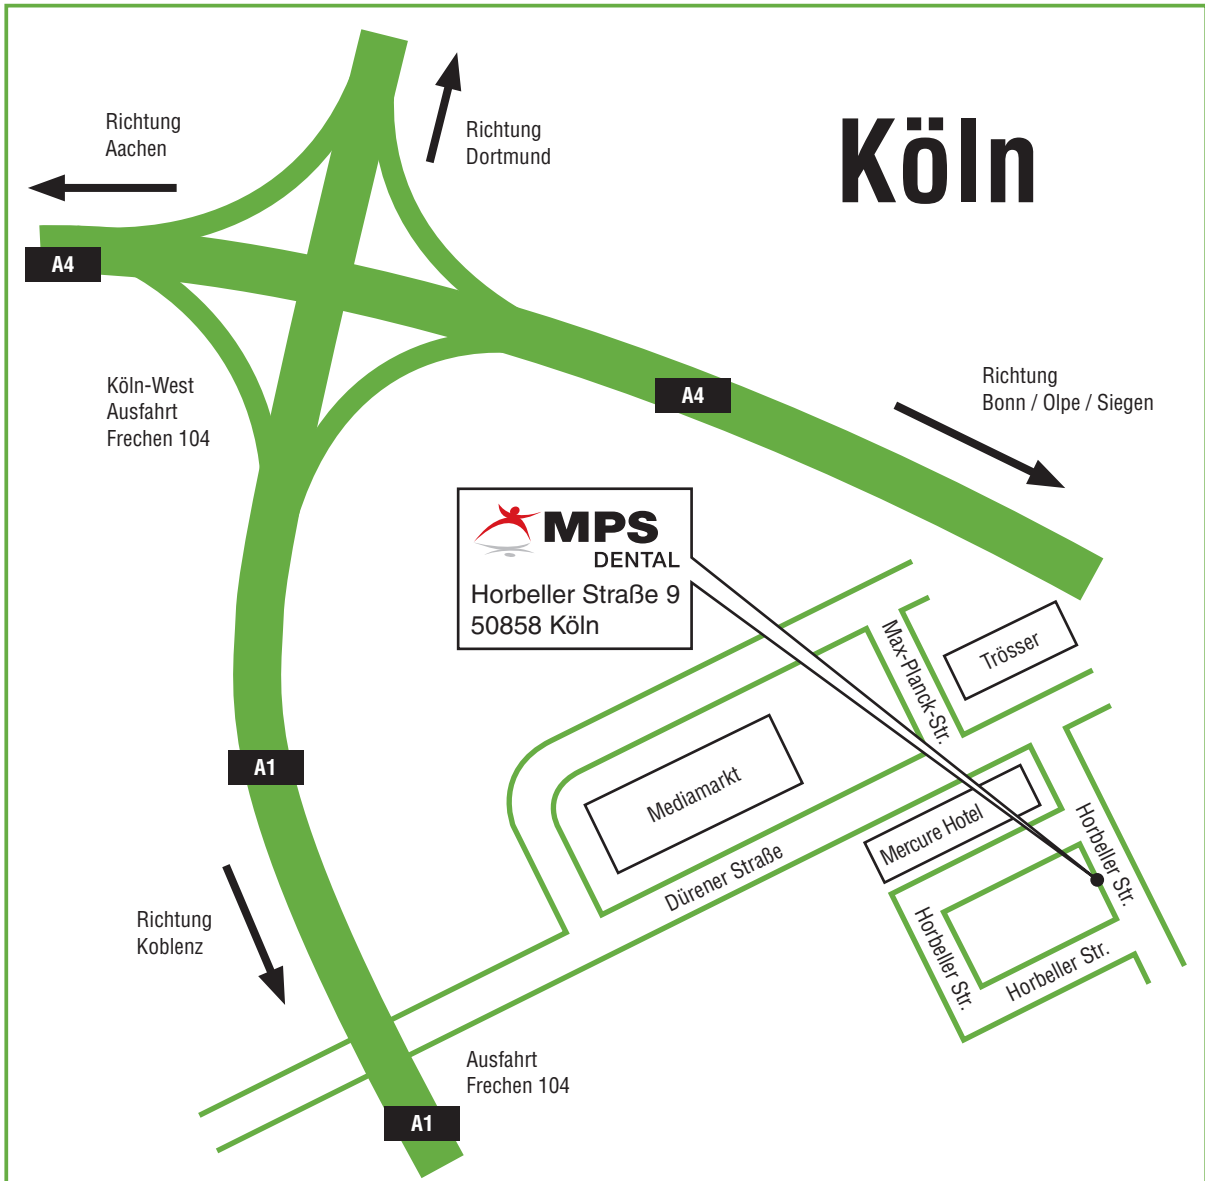 Richtung
Aachen
Richtung
Dortmund
Köln
A4
Köln-West
Ausfahrt
Frechen 104
A4
Richtung
Bonn / Olpe / Siegen
MPS
DENTAL
Horbeller Straße 9
50858 Köln
Max-Planck-Str.
Trösser
A1
Mediamarkt
Mercure Hotel
Horbeller Str.
Dürener Straße
Richtung
Koblenz
Horbeller Str.
Horbeller Str.
Ausfahrt
Frechen 104
A1